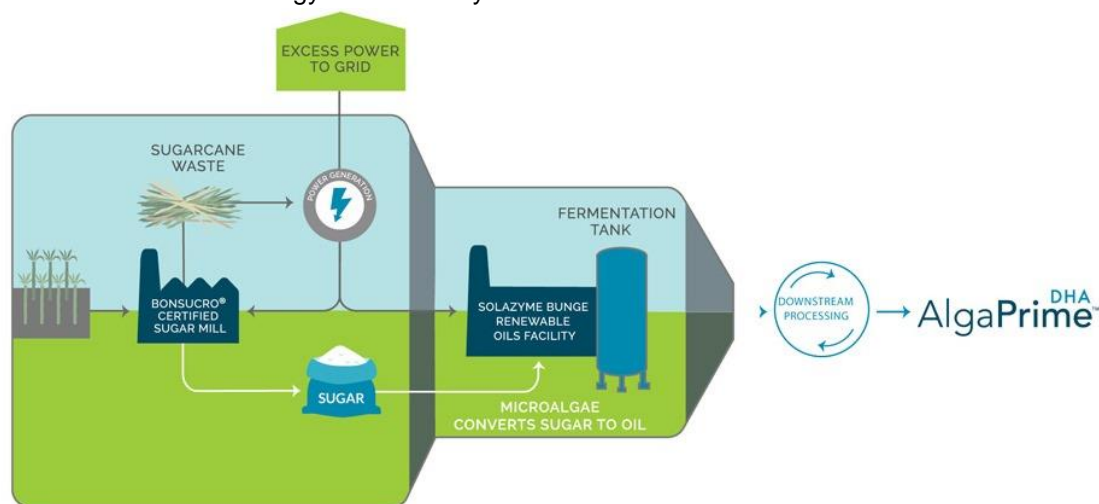 EXCESS POWER
TO GRID
SUGARCANE
WASTE
POWER GENERATION
FERMENTATION
TANK
BONSUCRO®
CERTIFIED
SUGAR MILL
SOLAZYME BUNGE
RENEWABLE
OILS FACILITY
SUGAR
MICROALGAE
CONVERTS SUGAR TO OIL
DOWNSTREAM
PROCESSING
AlgaPrime™ DHA